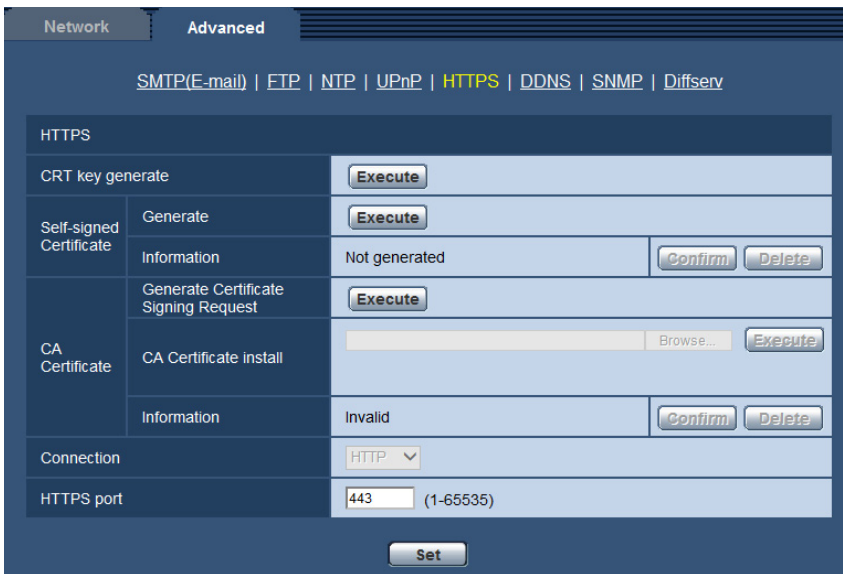 Network
Advanced
SMTP(E-mail) | FTP | NTP | UPnP | HTTPS | DDNS | SNMP | Diffserv
HTTPS
CRT key generate
Execute
Self-signed
Certificate
Generate
Execute
Information
Not generated
Confirm
Delete
CA
Certificate
Generate Certificate
Signing Request
Execute
CA Certificate install
Browse...
Execute
Information
Invalid
Confirm
Delete
Connection
HTTP
HTTPS port
443
(1-65535)
Set